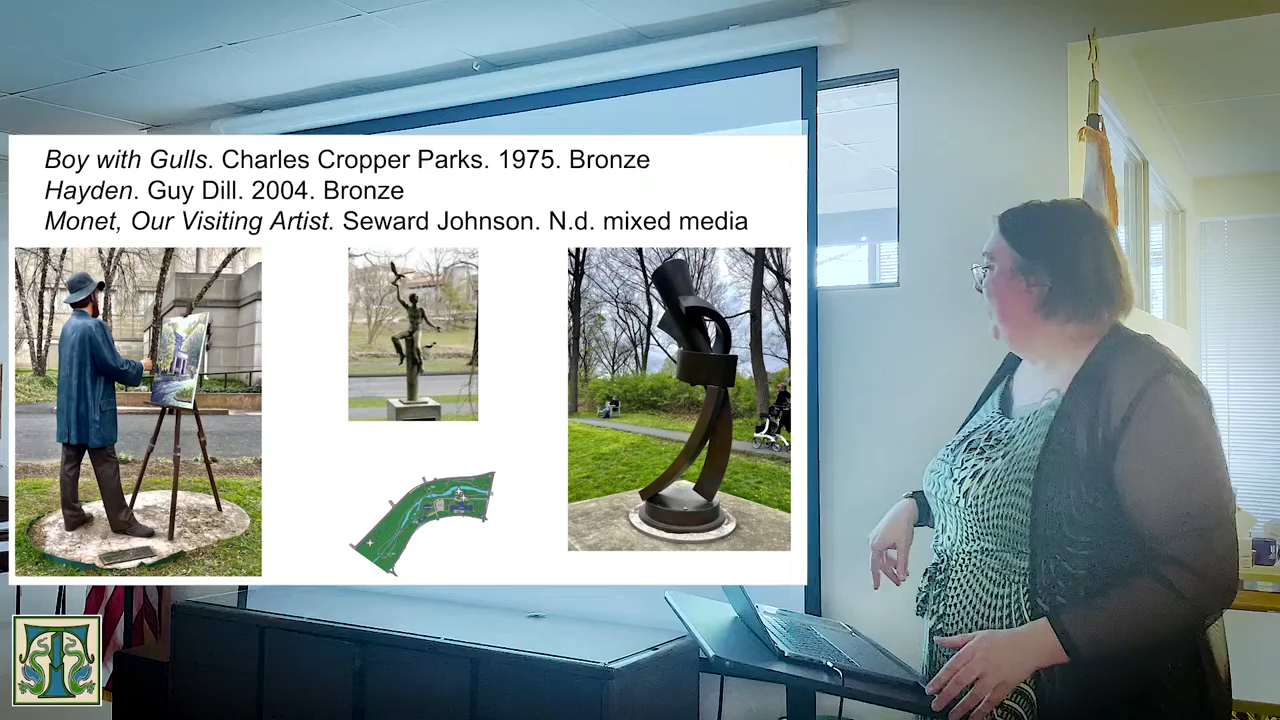 Boy with Gulls. Charles Cropper Parks. 1975. Bronze
Hayden. Guy Dill. 2004. Bronze
Monet, Our Visiting Artist. Seward Johnson. N.d. mixed media
T